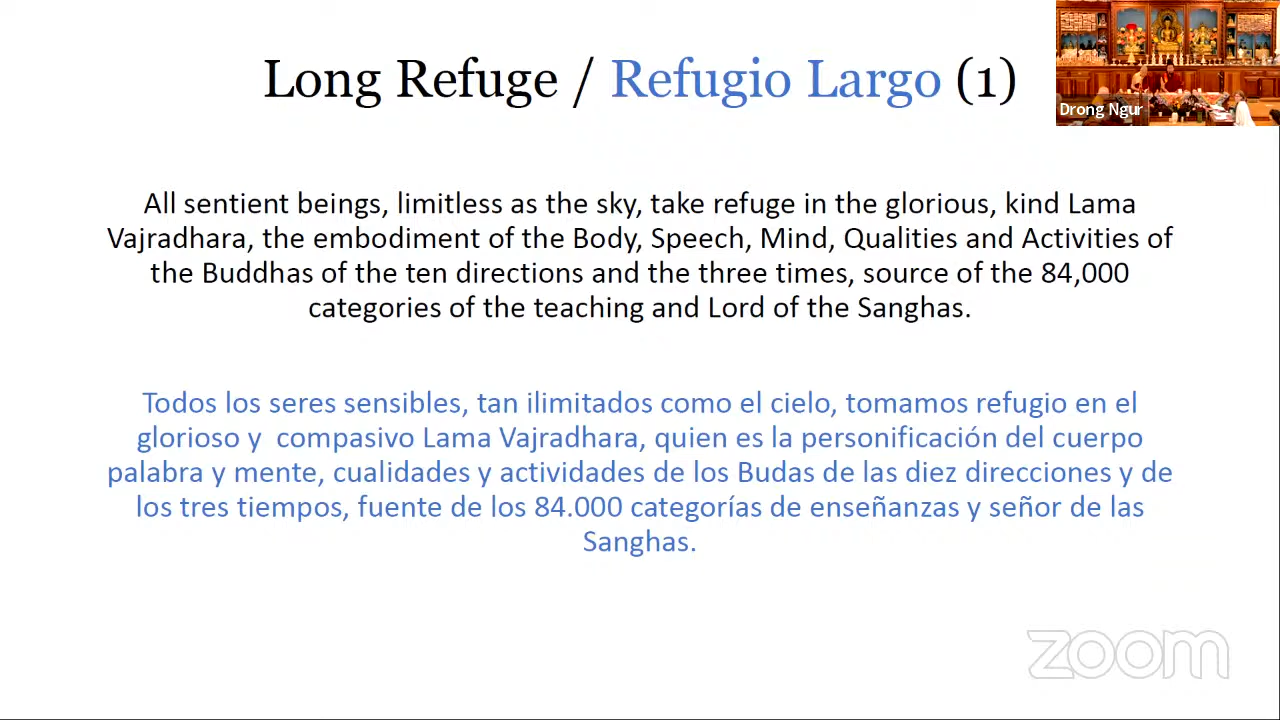 Long Refuge / Refugio Largo (1)
Drong Ngur
All sentient beings, limitless as the sky, take refuge in the glorious, kind Lama
Vajradhara, the embodiment of the Body, Speech, Mind, Qualities and Activities of
the Buddhas of the ten directions and the three times, source of the 84,000
categories of the teaching and Lord of the Sanghas.
Todos los seres sensibles, tan ilimitados como el cielo, tomamos refugio en el
glorioso y  compasivo Lama Vajradhara, quien es la personificación del cuerpo
palabra y mente, cualidades y actividades de los Budas de las diez direcciones y de
los tres tiempos, fuente de los 84.000 categorías de enseñanzas y señor de las
Sanghas.
zoom